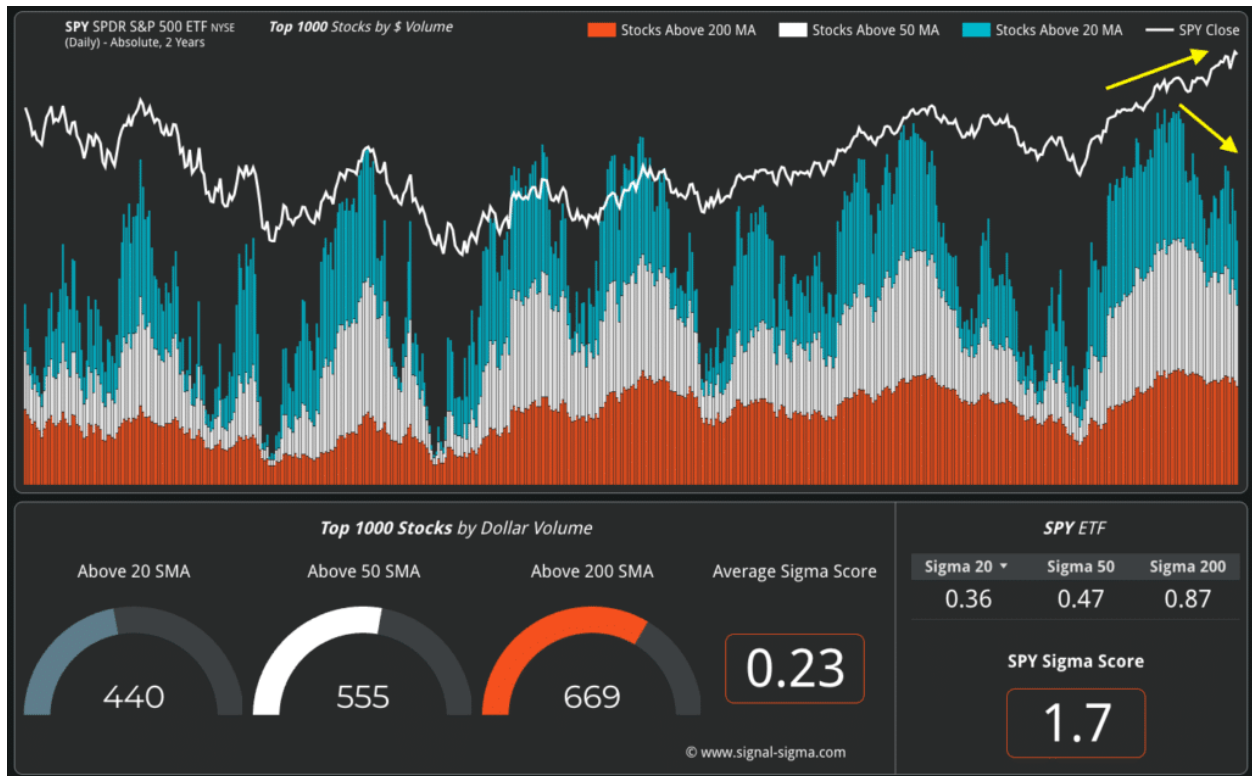 SPY SPDR S&P 500 ETF NYSE
(Daily) - Absolute, 2 Years
Top 1000 Stocks by $ Volume
Stocks Above 200 MA
Stocks Above 50 MA
Stocks Above 20 MA
SPY Close
Top 1000 Stocks by Dollar Volume
Above 20 SMA
Above 50 SMA
Above 200 SMA
Average Sigma Score
440
555
669
0.23
© www.signal-sigma.com
SPY ETF
Sigma 20 ▾ Sigma 50 Sigma 200
0.36 0.47 0.87
SPY Sigma Score
1.7